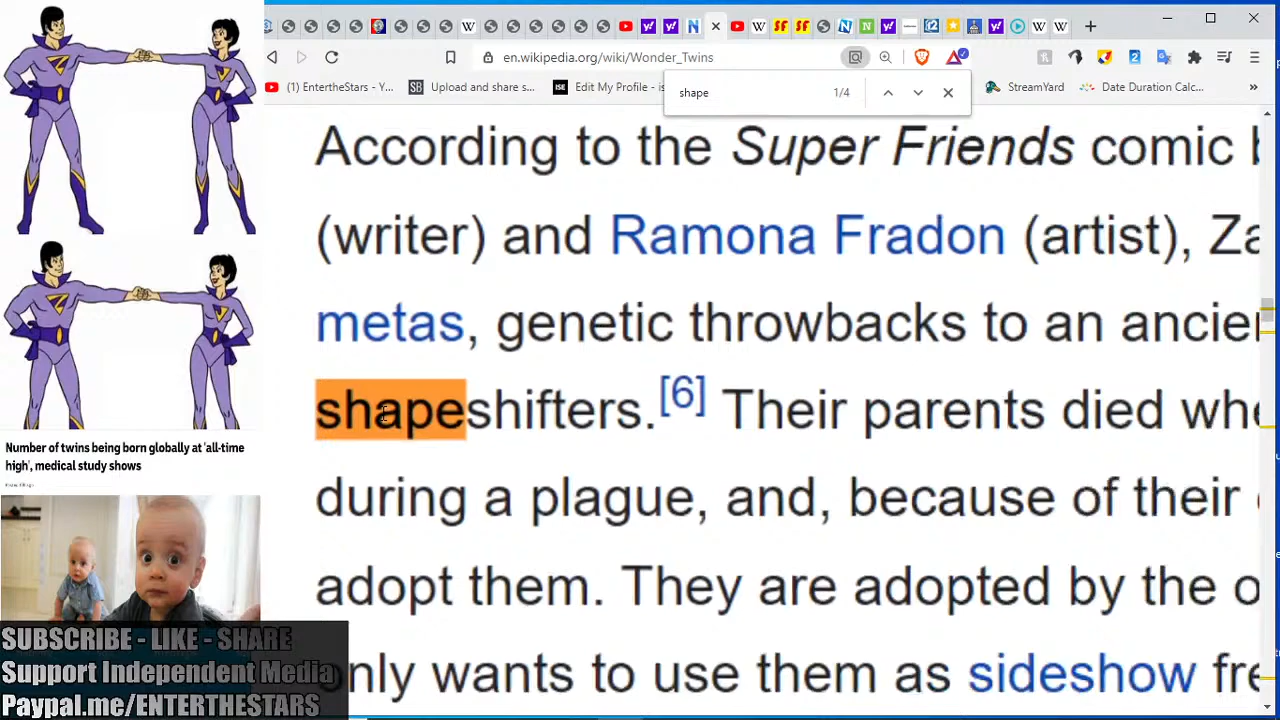 en.wikipedia.org/wiki/Wonder_Twins
(1) EntertheStars - Y...
Upload and share s...
Edit My Profile - is
StreamYard
Date Duration Calc...
shape
1/4
According to the Super Friends comic
(writer) and Ramona Fradon (artist), Za
metas, genetic throwbacks to an ancien
shapeshifters.[6] Their parents died whe
during a plague, and, because of their
adopt them. They are adopted by the o
only wants to use them as sideshow fre
Number of twins being born globally at 'all-time
high', medical study shows
SUBSCRIBE - LIKE - SHARE
Support Independent Media
Paypal.me/ENTERTHESTARS